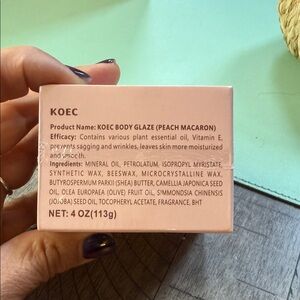 KOEC
Product Name: KOEC BODY GLAZE (PEACH MACARON)
Efficacy: Contains various plant essential oil, Vitamin E,
prevents sagging and wrinkles, leaves skin more moisturized
and smooth.
Ingredients: MINERAL OIL, PETROLATUM, ISOPROPYL MYRISTATE,
SYNTHETIC WAX, BEESWAX, MICROCRYSTALLINE WAX,
BUTYROSPERMUM PARKII (SHEA) BUTTER, CAMELLIA JAPONICA SEED
OIL, OLEA EUROPAEA (OLIVE) FRUIT OIL, SYMMONDSIA CHINENSIS
(JOJOBA) SEED OIL, TOCOPHERYL ACETATE, FRAGRANCE, BHT
NET: 4 OZ(113g)